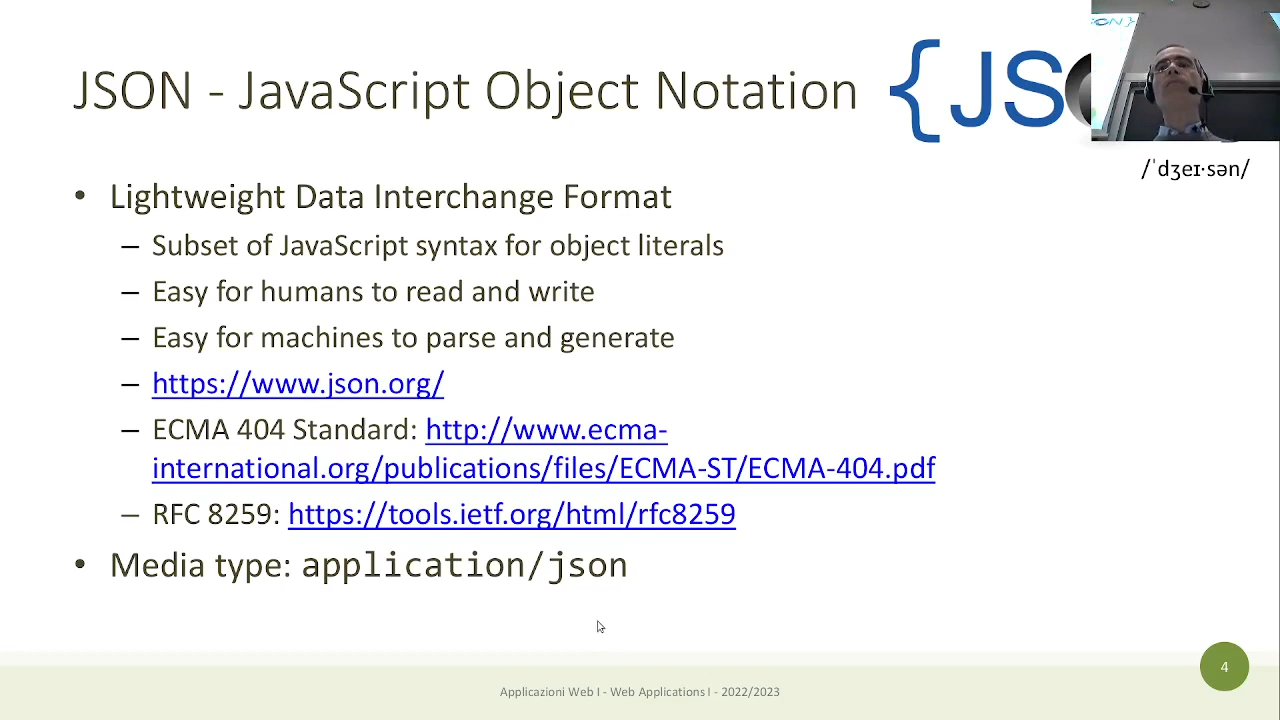 JSON - JavaScript Object Notation
{JS
/ˈdʒeɪ·sən/
• Lightweight Data Interchange Format
– Subset of JavaScript syntax for object literals
– Easy for humans to read and write
– Easy for machines to parse and generate
– https://www.json.org/
– ECMA 404 Standard: http://www.ecma-
international.org/publications/files/ECMA-ST/ECMA-404.pdf
– RFC 8259: https://tools.ietf.org/html/rfc8259
• Media type: application/json
4
Applicazioni Web I - Web Applications I - 2022/2023